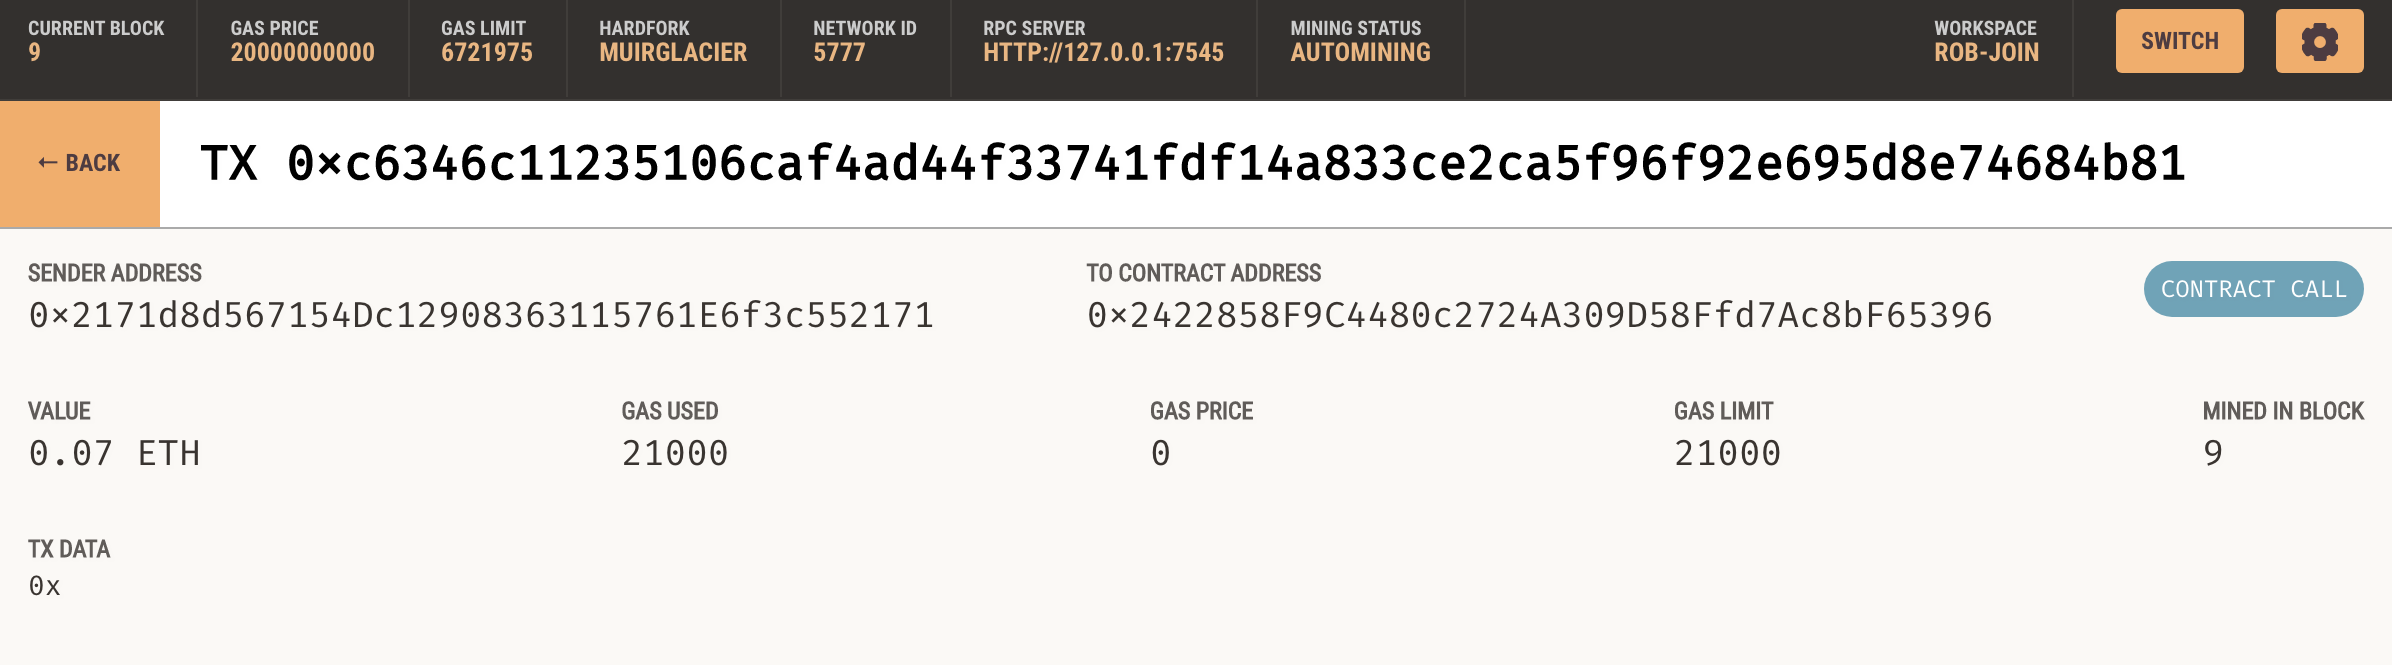 CURRENT BLOCK
9
GAS PRICE
20000000000
GAS LIMIT
6721975
HARDFORK
MUIRGLACIER
NETWORK ID
5777
RPC SERVER
HTTP://127.0.0.1:7545
MINING STATUS
AUTOMINING
WORKSPACE
ROB-JOIN
SWITCH
← BACK
TX 0×c6346c11235106caf4ad44f33741fdf14a833ce2ca5f96f92e695d8e74684b81
SENDER ADDRESS
0×2171d8d567154Dc12908363115761E6f3c552171
TO CONTRACT ADDRESS
0×2422858F9C4480c2724A309D58Ffd7Ac8bF65396
CONTRACT CALL
VALUE
0.07 ETH
GAS USED
21000
GAS PRICE
0
GAS LIMIT
21000
MINED IN BLOCK
9
TX DATA
0x